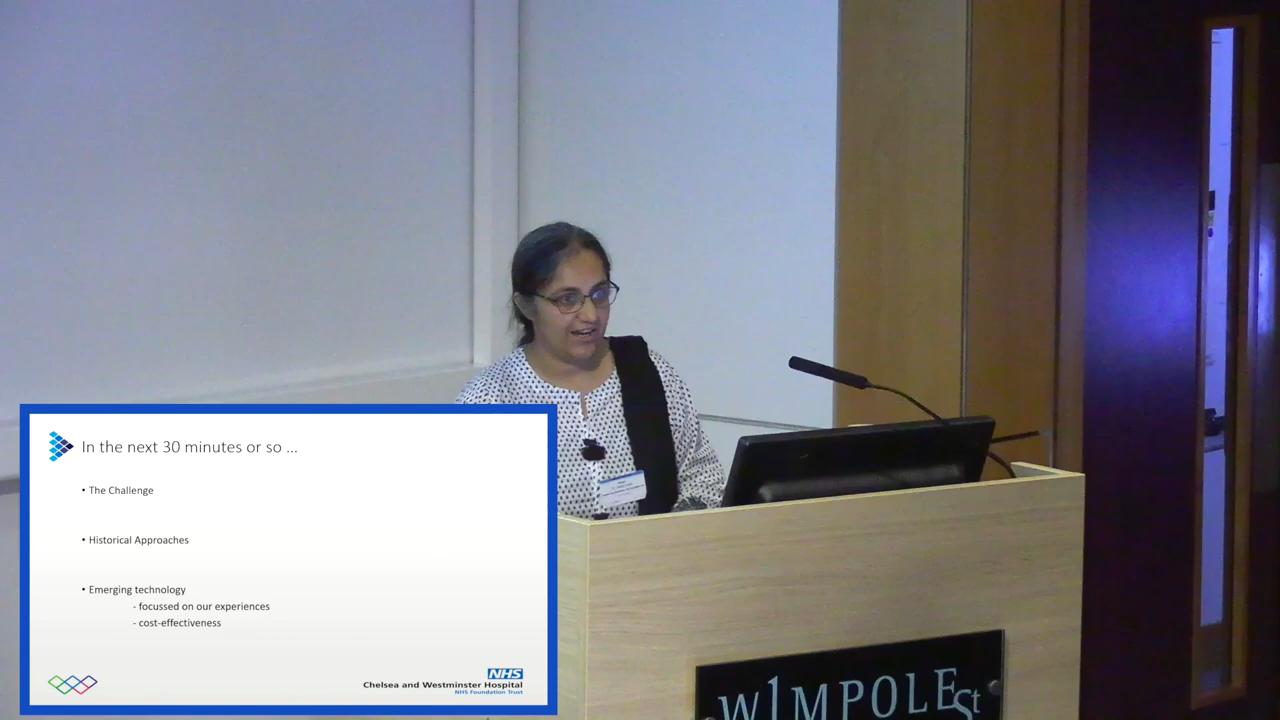 In the next 30 minutes or so ...
• The Challenge
• Historical Approaches
• Emerging technology
- focussed on our experiences
- cost-effectiveness
NHS
Chelsea and Westminster Hospital
NHS Foundation Trust
W1MPOLE St